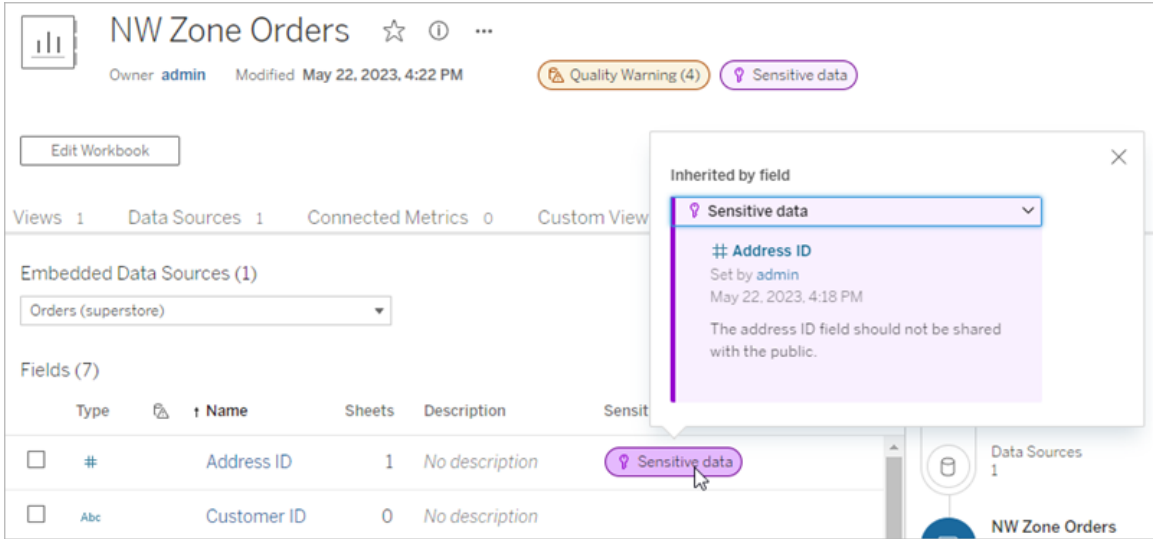 NW Zone Orders
Owner admin Modified May 22, 2023, 4:22 PM
Quality Warning (4)
Sensitive data
Edit Workbook
Views 1 Data Sources 1 Connected Metrics 0 Custom View
Inherited by field
Sensitive data
# Address ID
Set by admin
May 22, 2023, 4:18 PM
The address ID field should not be shared
with the public.
Embedded Data Sources (1)
Orders (superstore)
Fields (7)
Type ↑ Name Sheets Description Sensit
# Address ID 1 No description Sensitive data
Abc Customer ID 0 No description
Data Sources
1
NW Zone Orders